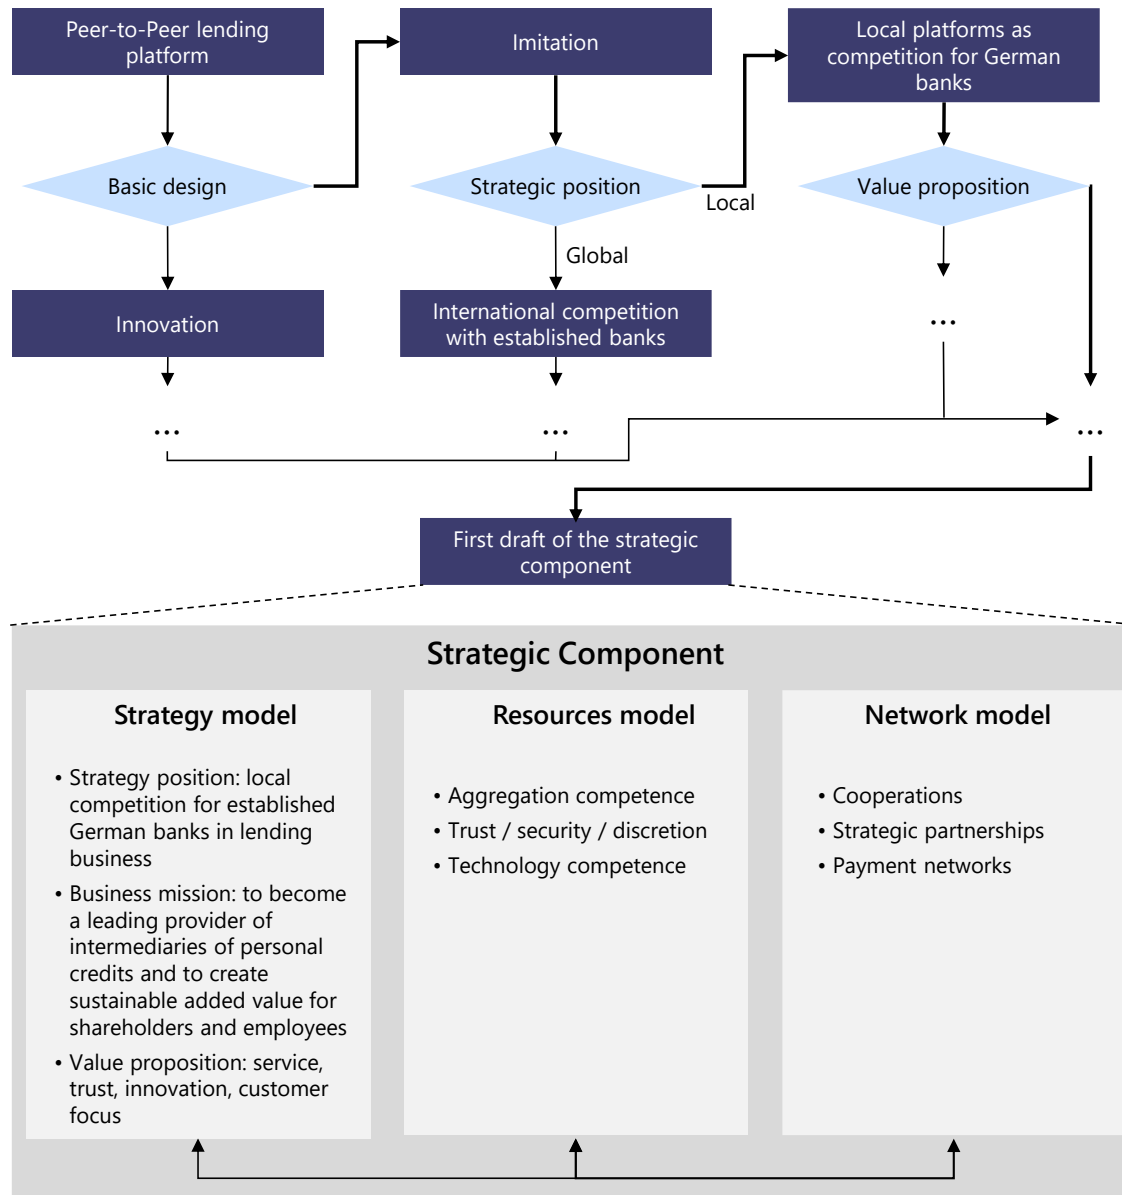 Peer-to-Peer lending
platform
Imitation
Local platforms as
competition for German
banks
Basic design
Strategic position
Value proposition
Local
Global
Innovation
International competition
with established banks
...
...
...
...
First draft of the strategic
component
Strategic Component
Strategy model
• Strategy position: local
competition for established
German banks in lending
business
• Business mission: to become
a leading provider of
intermediaries of personal
credits and to create
sustainable added value for
shareholders and employees
• Value proposition: service,
trust, innovation, customer
focus
Resources model
• Aggregation competence
• Trust / security / discretion
• Technology competence
Network model
• Cooperations
• Strategic partnerships
• Payment networks